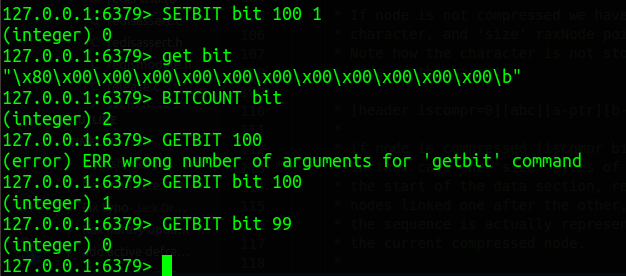 127.0.0.1:6379> SETBIT bit 100 1
(integer) 0
127.0.0.1:6379> get bit
"\x80\x00\x00\x00\x00\x00\x00\x00\x00\x00\x00\x00\b"
127.0.0.1:6379> BITCOUNT bit
(integer) 2
127.0.0.1:6379> GETBIT 100
(error) ERR wrong number of arguments for 'getbit' command
127.0.0.1:6379> GETBIT bit 100
(integer) 1
127.0.0.1:6379> GETBIT bit 99
(integer) 0
127.0.0.1:6379>